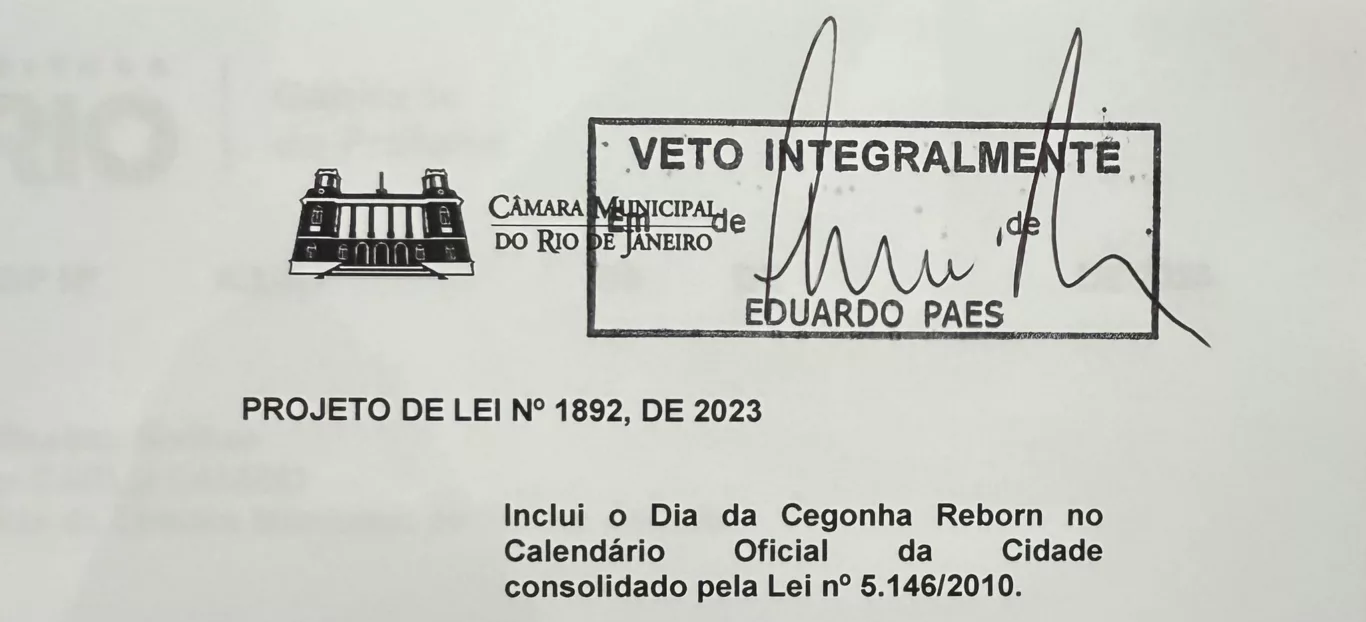 VETO INTEGRALMENTE
CÂMARA MUNICIPAL
DO RIO DE JANEIRO
Em de , de
EDUARDO PAES
PROJETO DE LEI Nº 1892, DE 2023
Inclui o Dia da Cegonha Reborn no
Calendário Oficial da Cidade
consolidado pela Lei nº 5.146/2010.